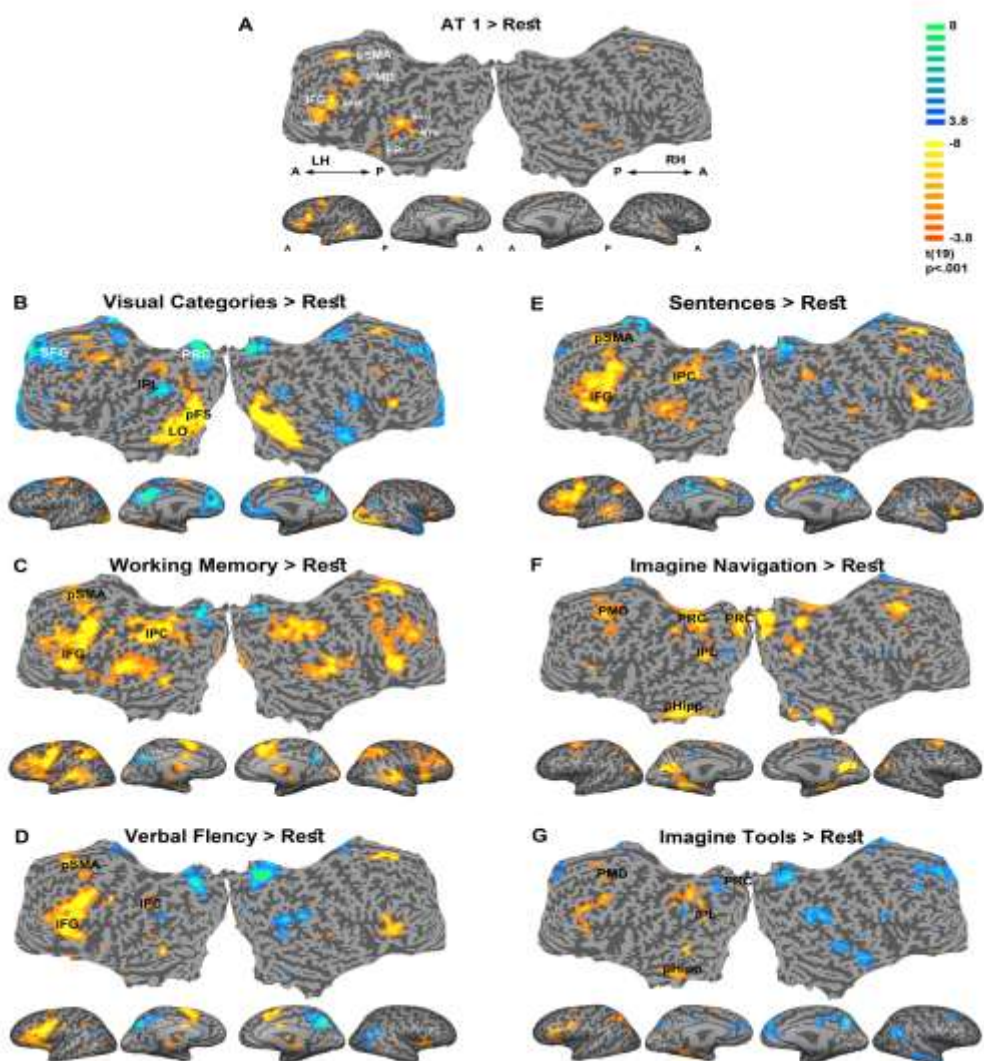 A
AT 1 > Rest
pSMA
PMD
IFG
LH
A P
RH
P A
A P A A P A
8
3.8
-8
-3.8
t(19)
p<.001
B
Visual Categories > Rest
SFG
PRC
IPL
pFS
LO
E
Sentences > Rest
pSMA
IPC
IFG
C
Working Memory > Rest
pSMA
IPC
IFG
F
Imagine Navigation > Rest
PMD
PRC
PRC
IPL
pHipp
D
Verbal Flency > Rest
pSMA
IPC
IFG
G
Imagine Tools > Rest
PMD
PRC
IPL
pHipp